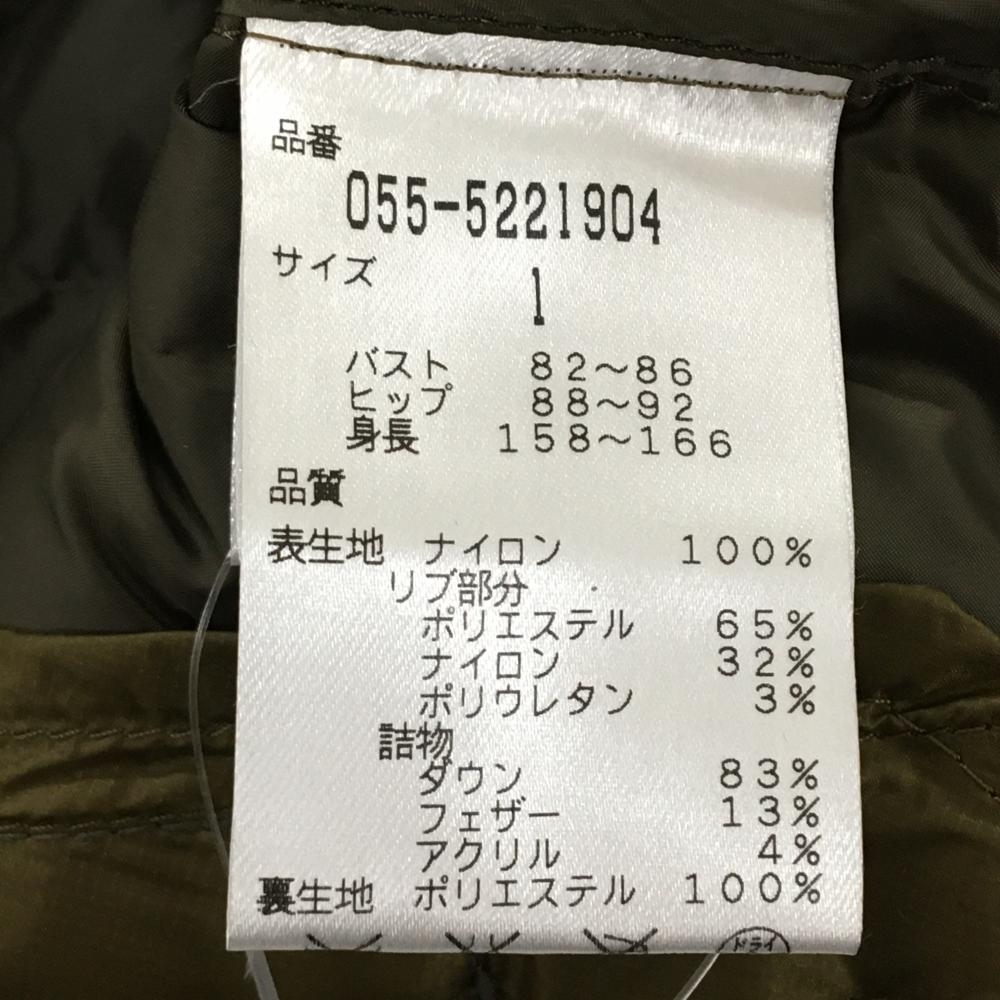 品番
055-5221904
サイズ
1
バスト 82～86
ヒップ 88～92
身長 158～166
品質
表生地 ナイロン 100%
リブ部分
ポリエステル 65%
ナイロン 32%
ポリウレタン 3%
詰物
ダウン 83%
フェザー 13%
アクリル 4%
裏生地 ポリエステル 100%
ドライ